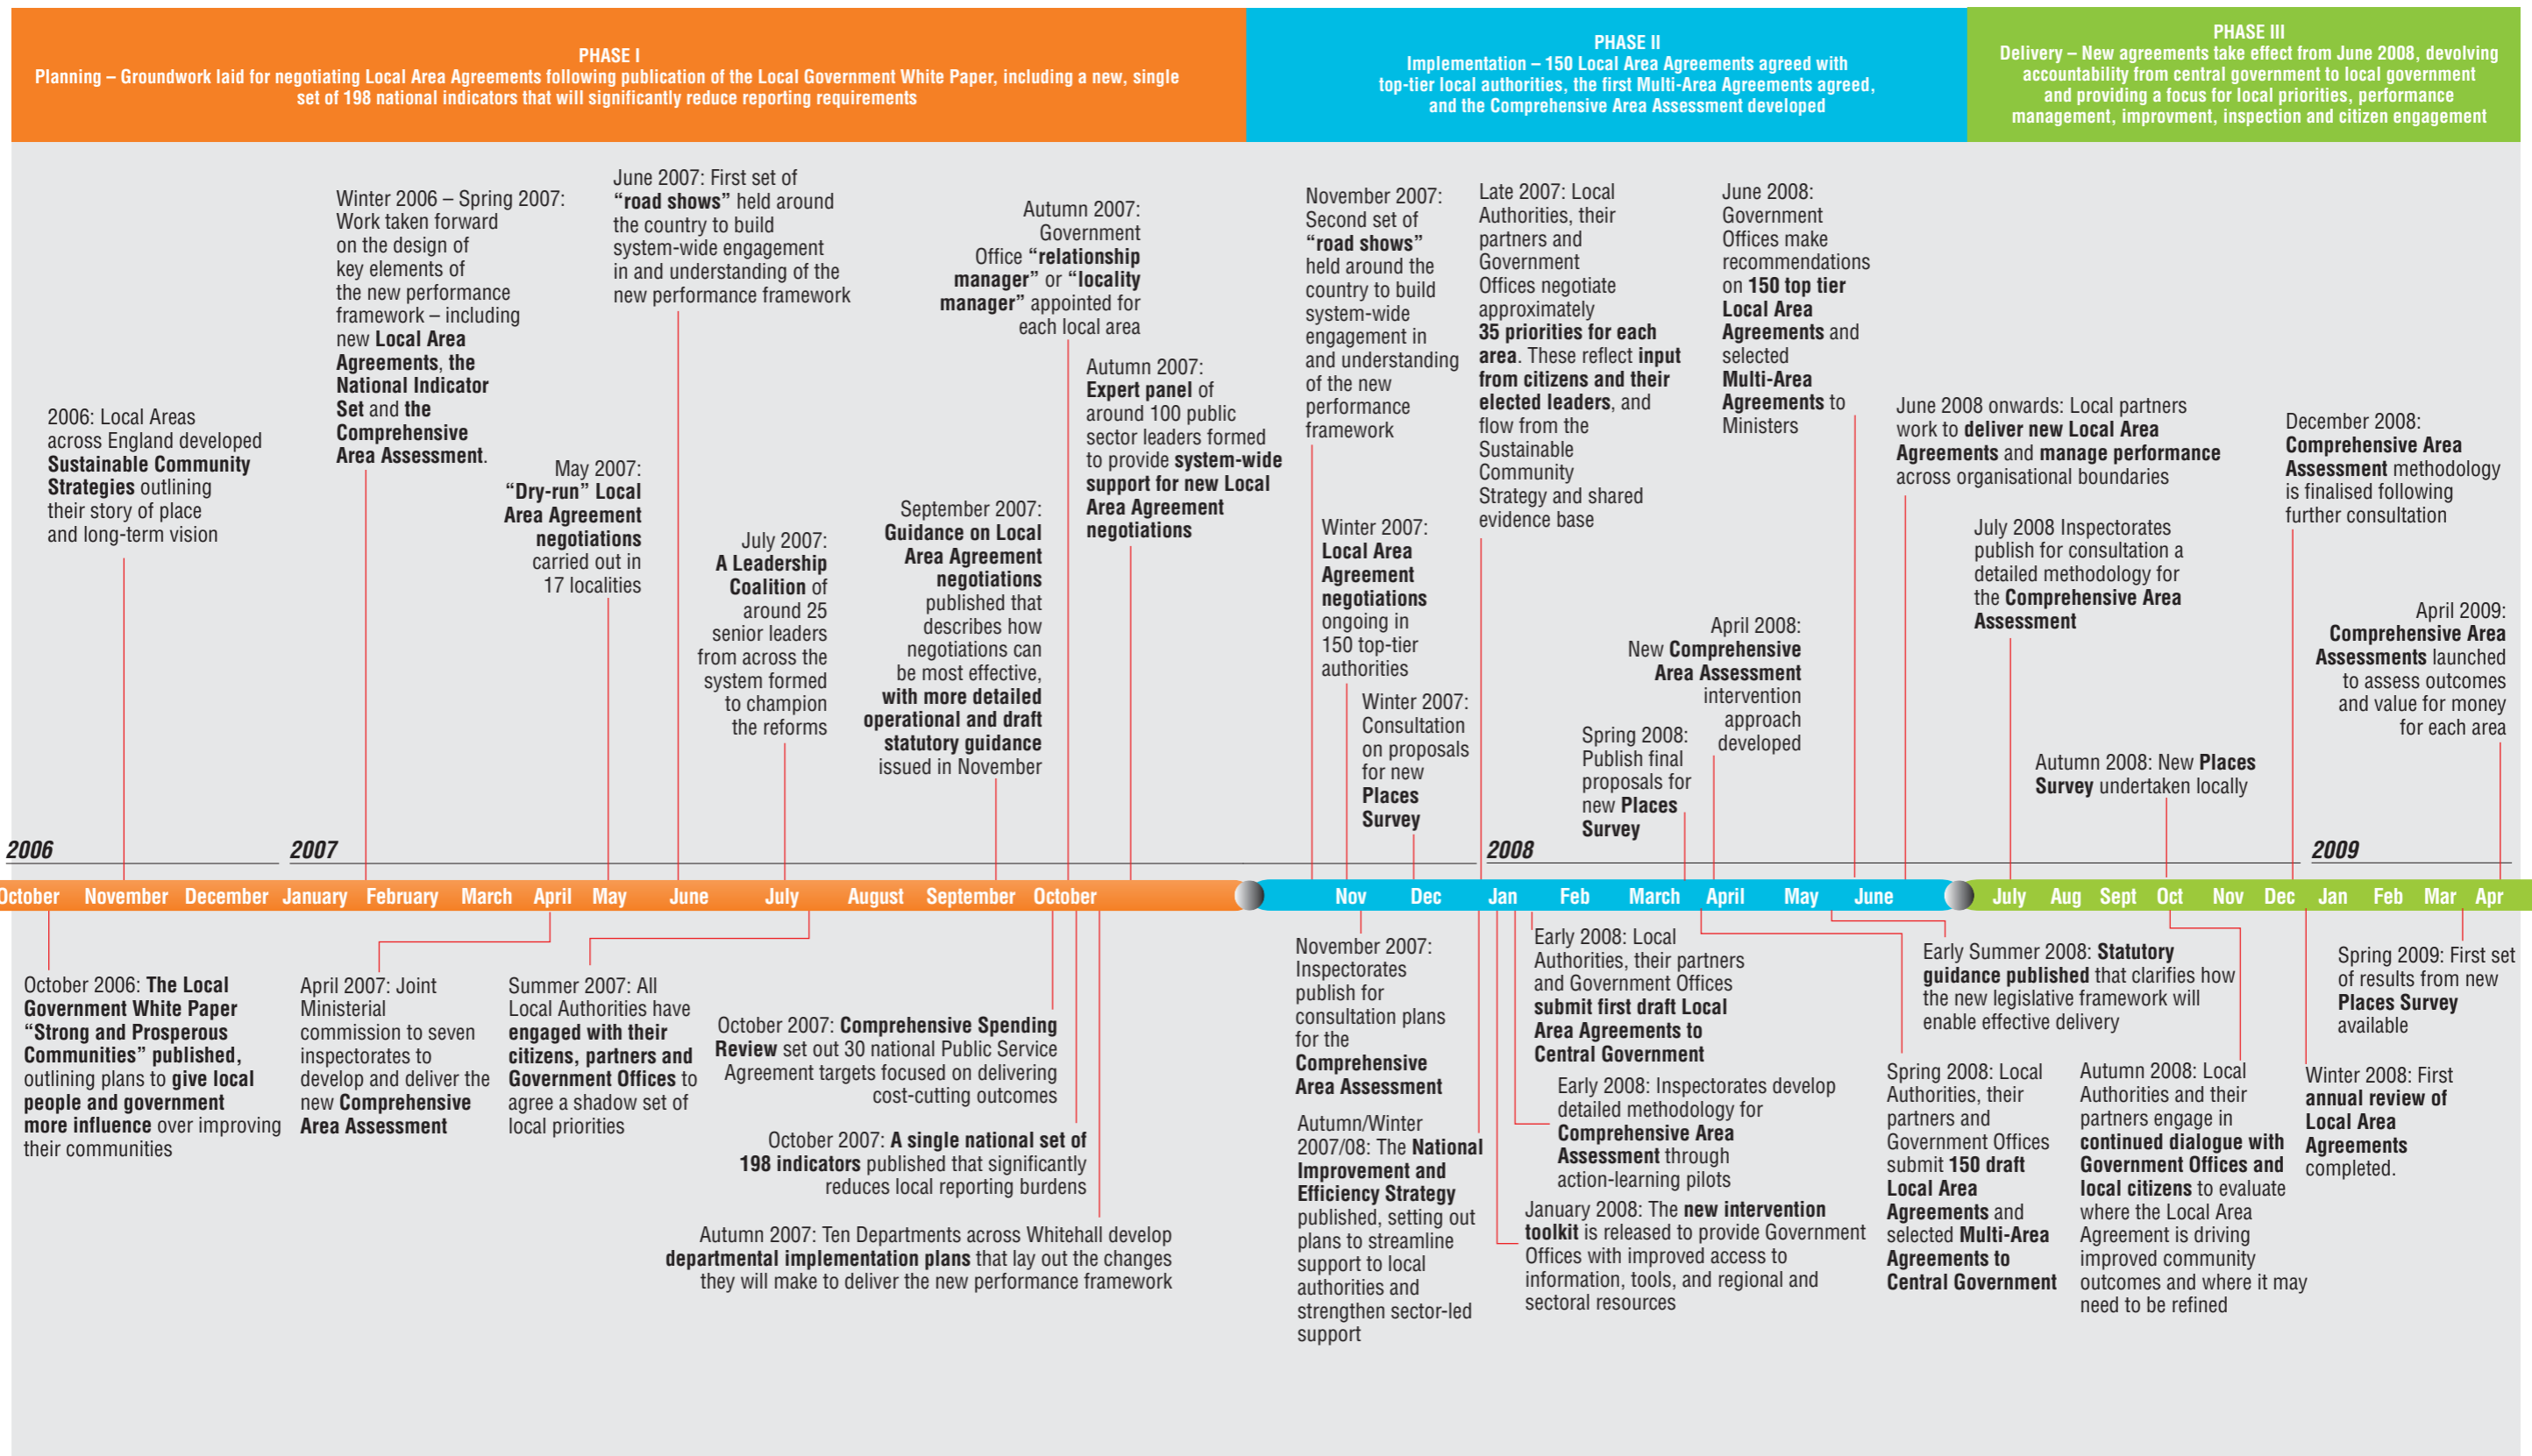 PHASE I
Planning – Groundwork laid for negotiating Local Area Agreements following publication of the Local Government White Paper, including a new, single
set of 198 national indicators that will significantly reduce reporting requirements
PHASE II
Implementation – 150 Local Area Agreements agreed with
top-tier local authorities, the first Multi-Area Agreements agreed,
and the Comprehensive Area Assessment developed
PHASE III
Delivery – New agreements take effect from June 2008, devolving
accountability from central government to local government
and providing a focus for local priorities, performance
management, improvment, inspection and citizen engagement
2006: Local Areas
across England developed
Sustainable Community
Strategies outlining
their story of place
and long-term vision
Winter 2006 – Spring 2007:
Work taken forward
on the design of
key elements of
the new performance
framework – including
new Local Area
Agreements, the
National Indicator
Set and the
Comprehensive
Area Assessment.
May 2007:
“Dry-run” Local
Area Agreement
negotiations
carried out in
17 localities
June 2007: First set of
“road shows” held around
the country to build
system-wide engagement
in and understanding of the
new performance framework
July 2007:
A Leadership
Coalition of
around 25
senior leaders
from across the
system formed
to champion
the reforms
September 2007:
Guidance on Local
Area Agreement
negotiations
published that
describes how
negotiations can
be most effective,
with more detailed
operational and draft
statutory guidance
issued in November
Autumn 2007:
Government
Office “relationship
manager” or “locality
manager” appointed for
each local area
Autumn 2007:
Expert panel of
around 100 public
sector leaders formed
to provide system-wide
support for new Local
Area Agreement
negotiations
November 2007:
Second set of
“road shows”
held around the
country to build
system-wide
engagement in
and understanding
of the new
performance
framework
Winter 2007:
Local Area
Agreement
negotiations
ongoing in
150 top-tier
authorities
Winter 2007:
Consultation
on proposals
for new
Places
Survey
Late 2007: Local
Authorities, their
partners and
Government
Offices negotiate
approximately
35 priorities for each
area. These reflect input
from citizens and their
elected leaders, and
flow from the
Sustainable
Community
Strategy and shared
evidence base
Spring 2008:
Publish final
proposals for
new Places
Survey
April 2008:
New Comprehensive
Area Assessment
intervention
approach
developed
June 2008:
Government
Offices make
recommendations
on 150 top tier
Local Area
Agreements and
selected
Multi-Area
Agreements to
Ministers
June 2008 onwards: Local partners
work to deliver new Local Area
Agreements and manage performance
across organisational boundaries
July 2008 Inspectorates
publish for consultation a
detailed methodology for
the Comprehensive Area
Assessment
Autumn 2008: New Places
Survey undertaken locally
December 2008:
Comprehensive Area
Assessment methodology
is finalised following
further consultation
April 2009:
Comprehensive Area
Assessments launched
to assess outcomes
and value for money
for each area
2006 2007 2008 2009
October November December January February March April May June July August September October Nov Dec Jan Feb March April May June July Aug Sept Oct Nov Dec Jan Feb Mar Apr
October 2006: The Local
Government White Paper
“Strong and Prosperous
Communities” published,
outlining plans to give local
people and government
more influence over improving
their communities
April 2007: Joint
Ministerial
commission to seven
inspectorates to
develop and deliver the
new Comprehensive
Area Assessment
Summer 2007: All
Local Authorities have
engaged with their
citizens, partners and
Government Offices to
agree a shadow set of
local priorities
October 2007: Comprehensive Spending
Review set out 30 national Public Service
Agreement targets focused on delivering
cost-cutting outcomes
October 2007: A single national set of
198 indicators published that significantly
reduces local reporting burdens
Autumn 2007: Ten Departments across Whitehall develop
departmental implementation plans that lay out the changes
they will make to deliver the new performance framework
November 2007:
Inspectorates
publish for
consultation plans
for the
Comprehensive
Area Assessment
Autumn/Winter
2007/08: The National
Improvement and
Efficiency Strategy
published, setting out
plans to streamline
support to local
authorities and
strengthen sector-led
support
Early 2008: Local
Authorities, their partners
and Government Offices
submit first draft Local
Area Agreements to
Central Government
Early 2008: Inspectorates develop
detailed methodology for
Comprehensive Area
Assessment through
action-learning pilots
January 2008: The new intervention
toolkit is released to provide Government
Offices with improved access to
information, tools, and regional and
sectoral resources
Early Summer 2008: Statutory
guidance published that clarifies how
the new legislative framework will
enable effective delivery
Spring 2008: Local
Authorities, their
partners and
Government Offices
submit 150 draft
Local Area
Agreements and
selected Multi-Area
Agreements to
Central Government
Autumn 2008: Local
Authorities and their
partners engage in
continued dialogue with
Government Offices and
local citizens to evaluate
where the Local Area
Agreement is driving
improved community
outcomes and where it may
need to be refined
Winter 2008: First
annual review of
Local Area
Agreements
completed.
Spring 2009: First set
of results from new
Places Survey
available